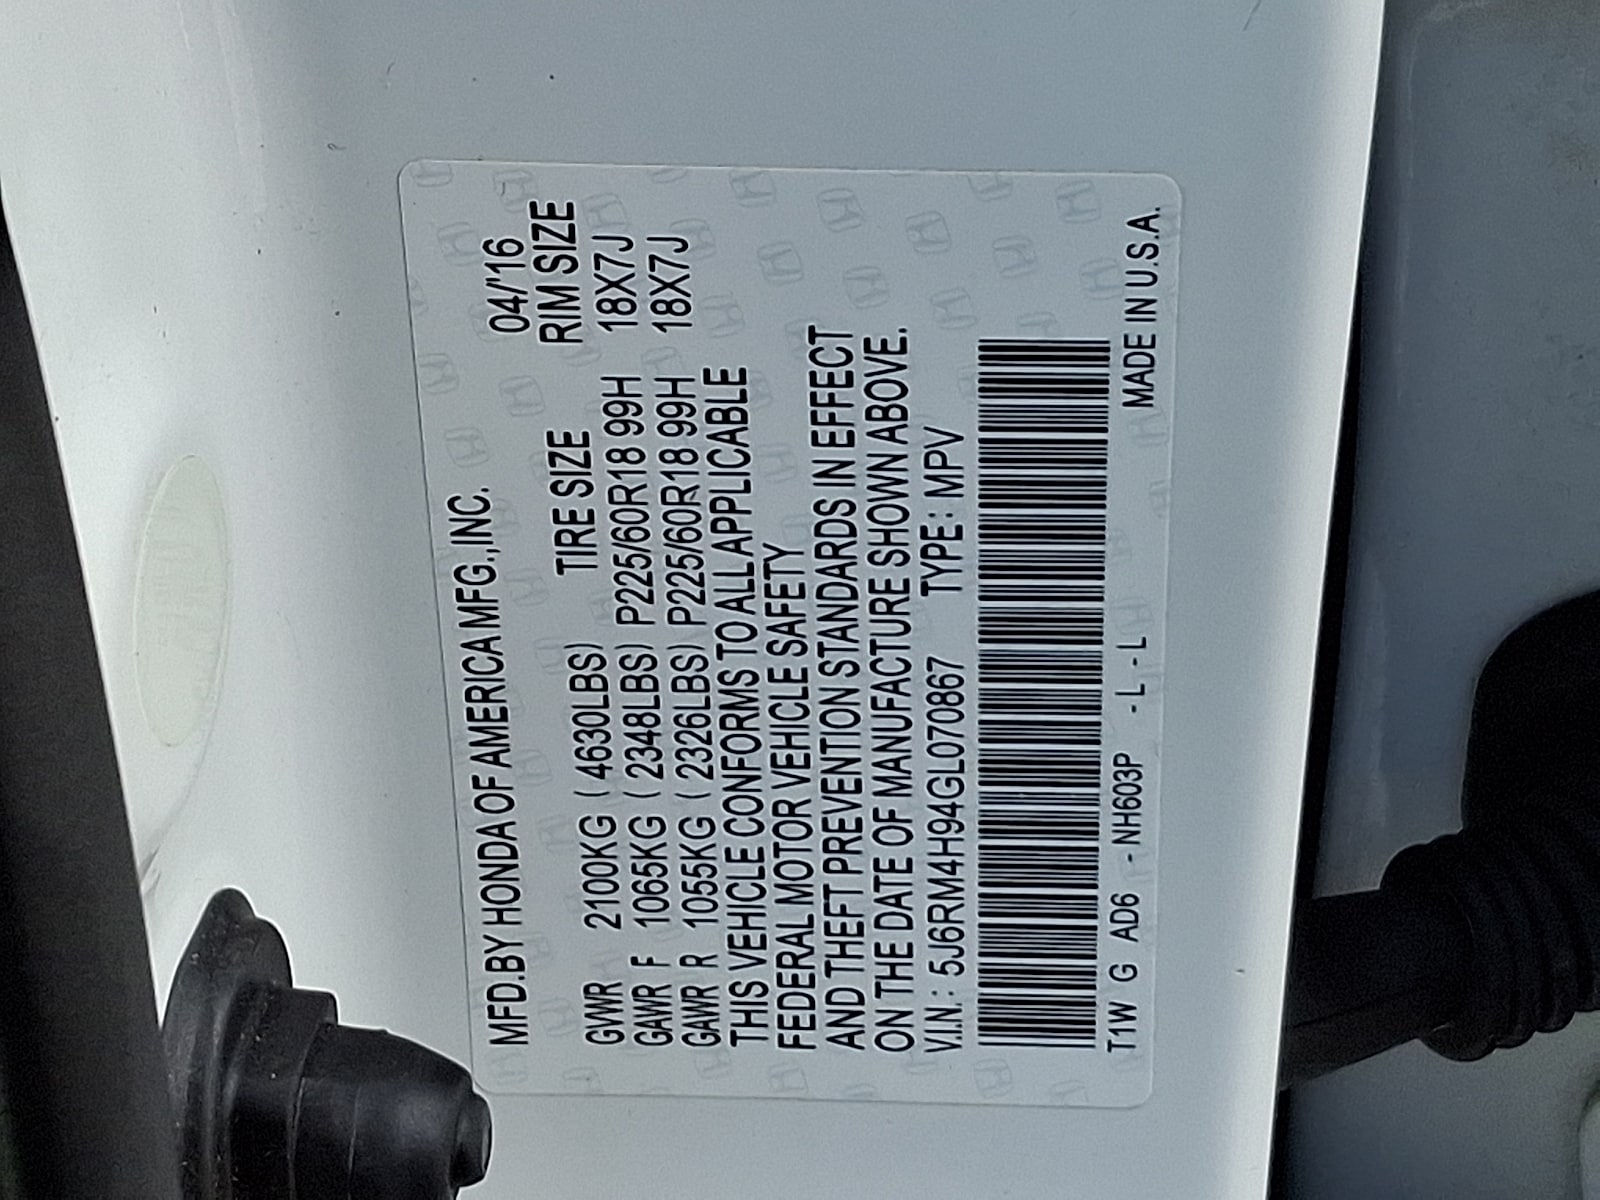 MFD.BY HONDA OF AMERICA MFG.,INC. 04/'16
TIRE SIZE RIM SIZE
GVWR 2100KG ( 4630LBS)
GAWR F 1065KG ( 2348LBS) P225/60R18 99H 18X7J
GAWR R 1055KG ( 2326LBS) P225/60R18 99H 18X7J
THIS VEHICLE CONFORMS TO ALL APPLICABLE
FEDERAL MOTOR VEHICLE SAFETY
AND THEFT PREVENTION STANDARDS IN EFFECT
ON THE DATE OF MANUFACTURE SHOWN ABOVE.
V.I.N.: 5J6RM4H94GL070867 TYPE: MPV
T1W G AD6 - NH603P - L - L MADE IN U.S.A.